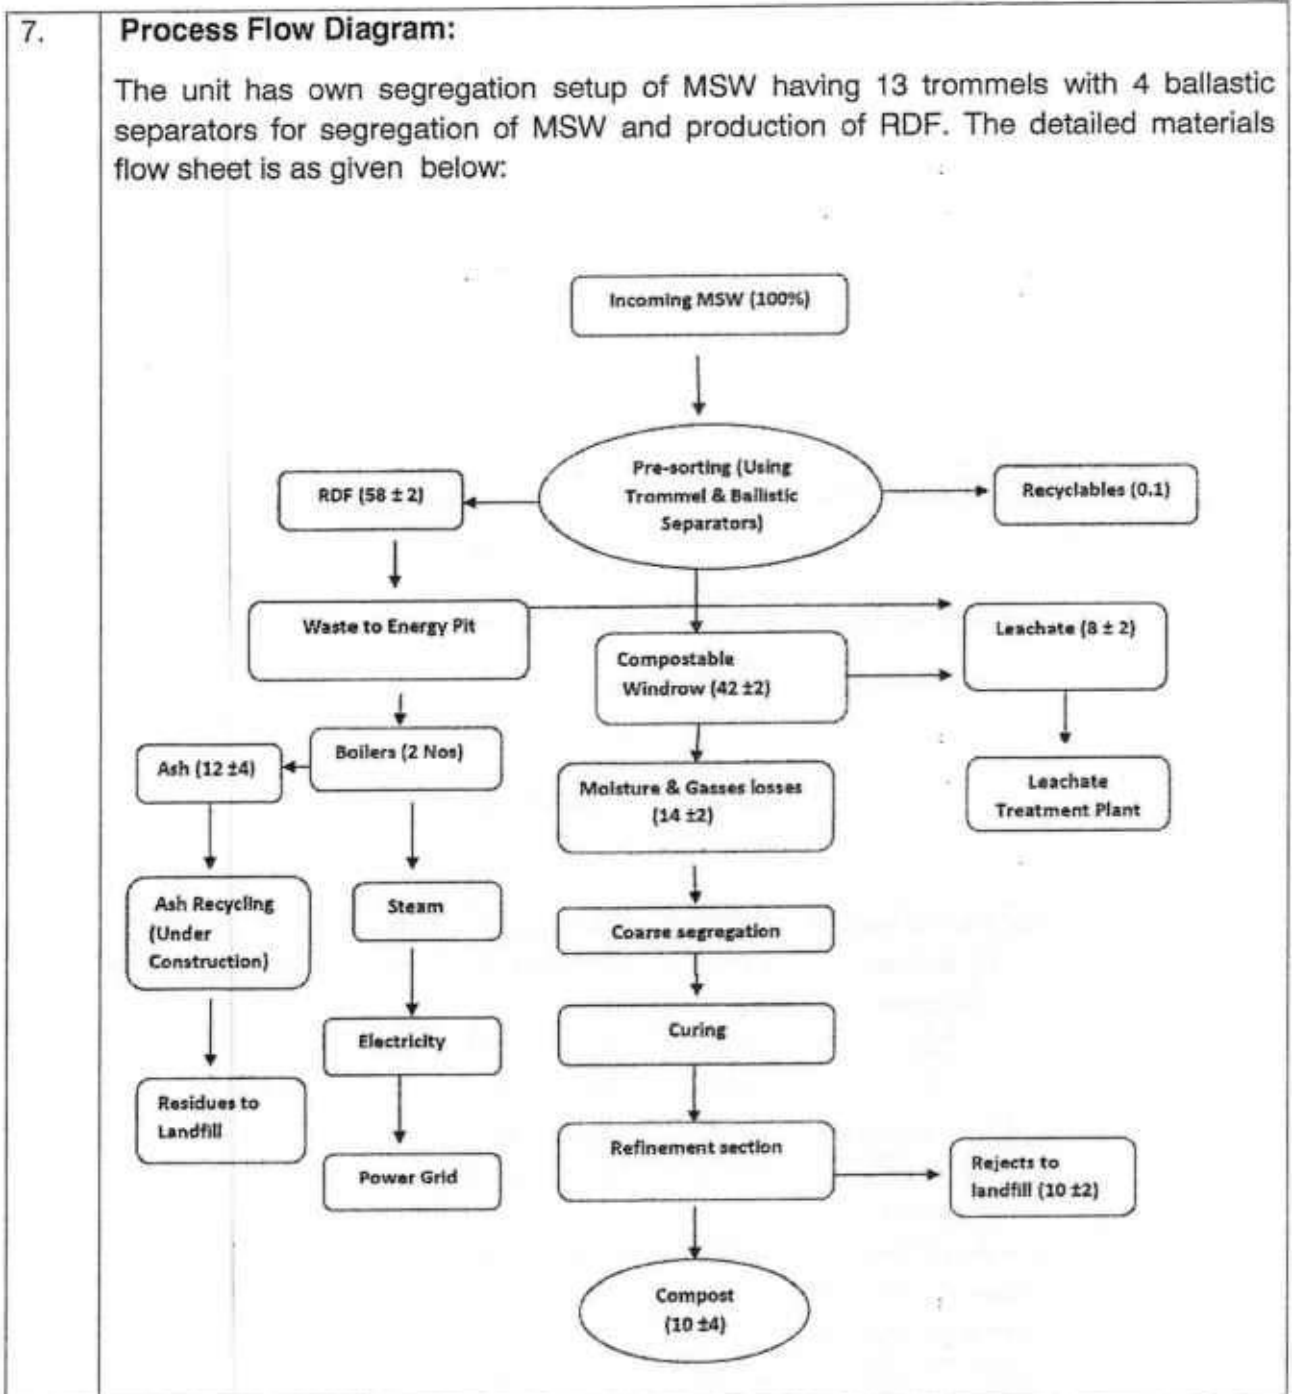 7.
Process Flow Diagram:
The unit has own segregation setup of MSW having 13 trommels with 4 ballastic
separators for segregation of MSW and production of RDF. The detailed materials
flow sheet is as given below:
Incoming MSW (100%)
Pre-sorting (Using
Trommel & Ballistic
Separators)
RDF (58 ± 2)
Recyclables (0.1)
Waste to Energy Pit
Leachate (8 ± 2)
Compostable
Windrow (42 ±2)
Boilers (2 Nos)
Ash (12 ±4)
Moisture & Gasses losses
(14 ±2)
Leachate
Treatment Plant
Ash Recycling
(Under
Construction)
Steam
Coarse segregation
Electricity
Curing
Residues to
Landfill
Power Grid
Refinement section
Rejects to
landfill (10 ±2)
Compost
(10 ±4)